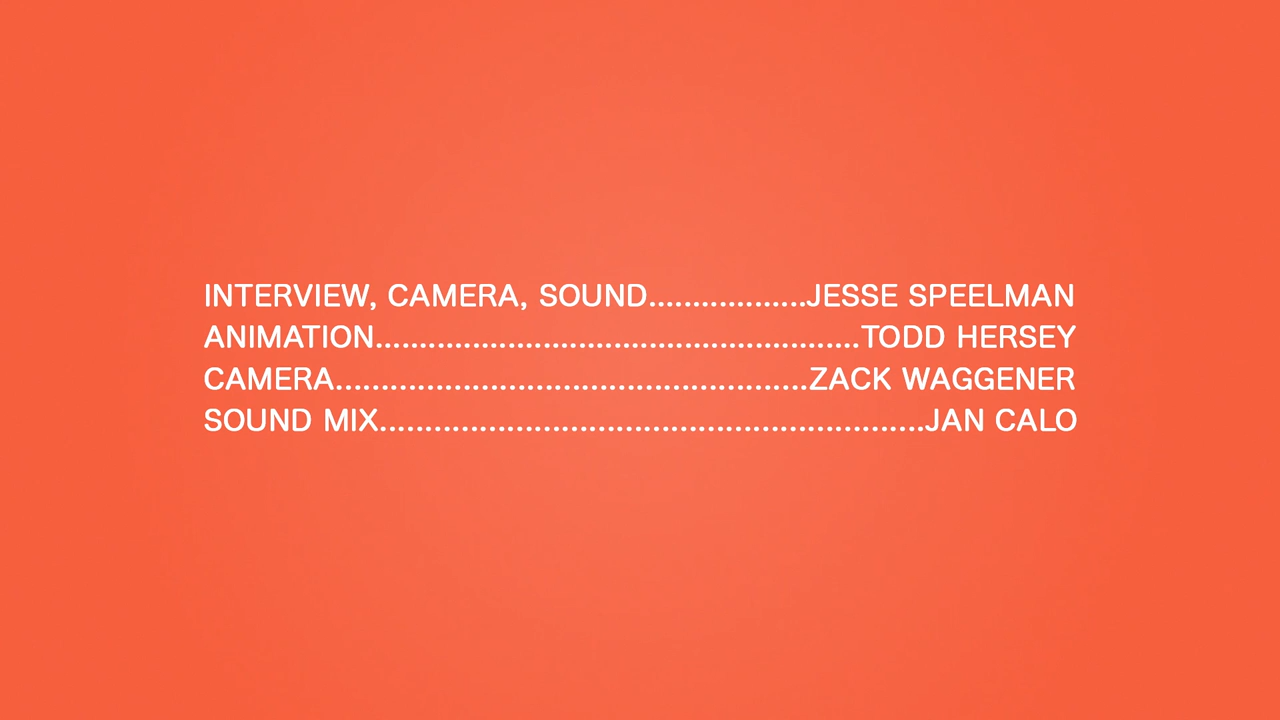 INTERVIEW, CAMERA, SOUND..................JESSE SPEELMAN
ANIMATION......................................................TODD HERSEY
CAMERA.....................................................ZACK WAGGENER
SOUND MIX.............................................................JAN CALO